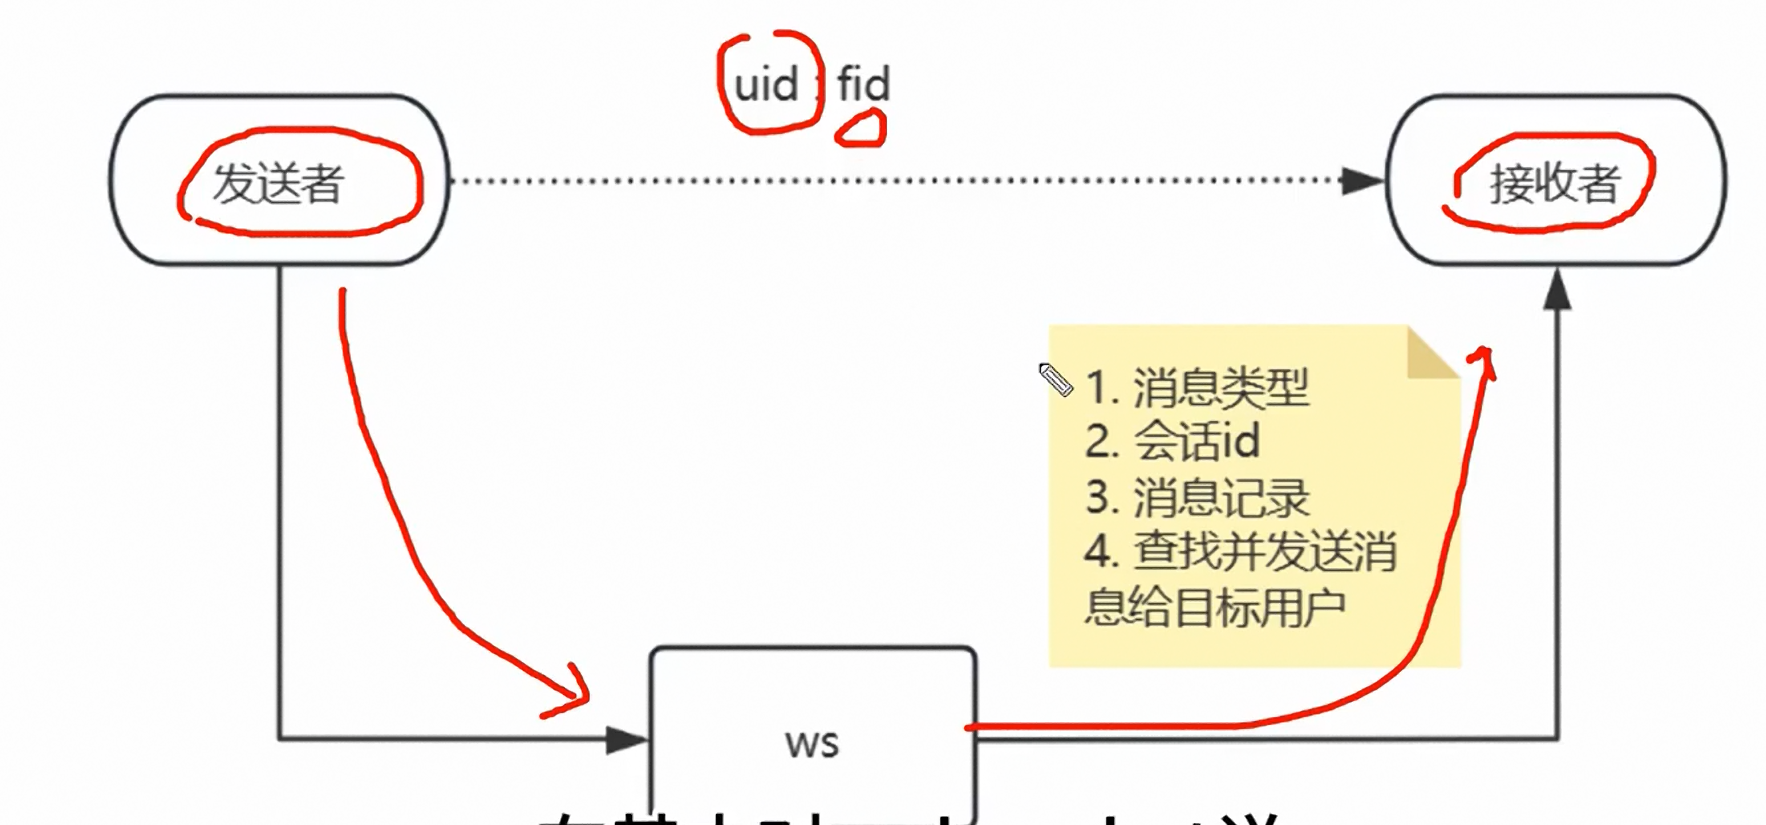 uid : fid
发送者
接收者
1. 消息类型
2. 会话id
3. 消息记录
4. 查找并发送消
息给目标用户
ws